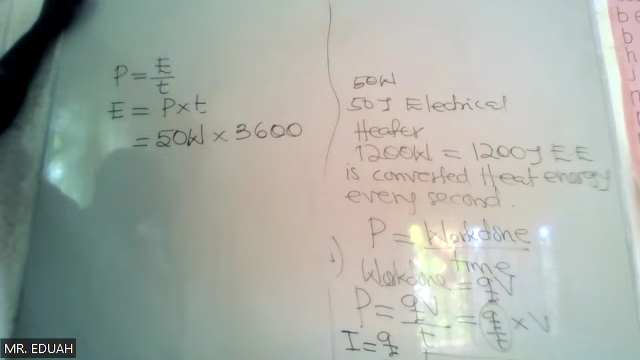 P = E/t
E = P×t
= 50W × 3600
50W
50J Electrical
Heater
1200W = 1200J E.E
is converted Heat energy
every second.
P = Workdone/time
Workdone = qV
P = qV/t = q/t × V
I = q/t
MR. EDUAH